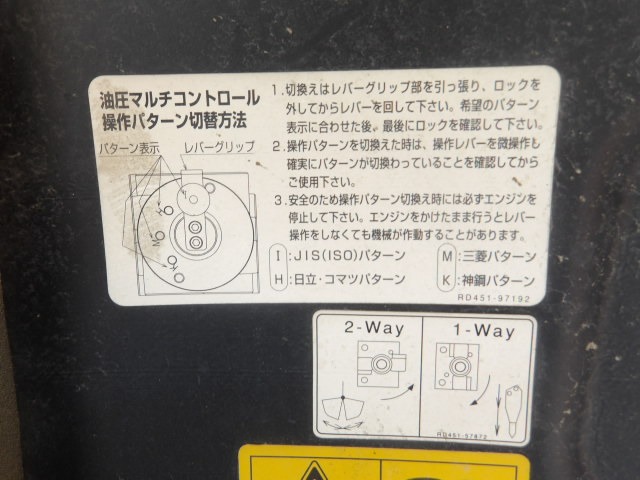 油圧マルチコントロール
操作パターン切替方法
パターン表示 レバーグリップ
H
M
K
1.切換えはレバーグリップ部を引っ張り、ロックを
外してからレバーを回して下さい。希望のパターン
表示に合わせた後、最後にロックを確認して下さい。
2.操作パターンを切換えた時は、操作レバーを微操作も
確実にパターンが切換わっていることを確認してから
ご使用下さい。
3.安全のため操作パターン切換え時には必ずエンジンを
停止して下さい。エンジンをかけたまま行うとレバー
操作をしなくても機械が作動することがあります。
I:JIS(ISO)パターン M:三菱パターン
H:日立・コマツパターン K:神鋼パターン
RD451-97192
2-Way 1-Way
RD451-57872